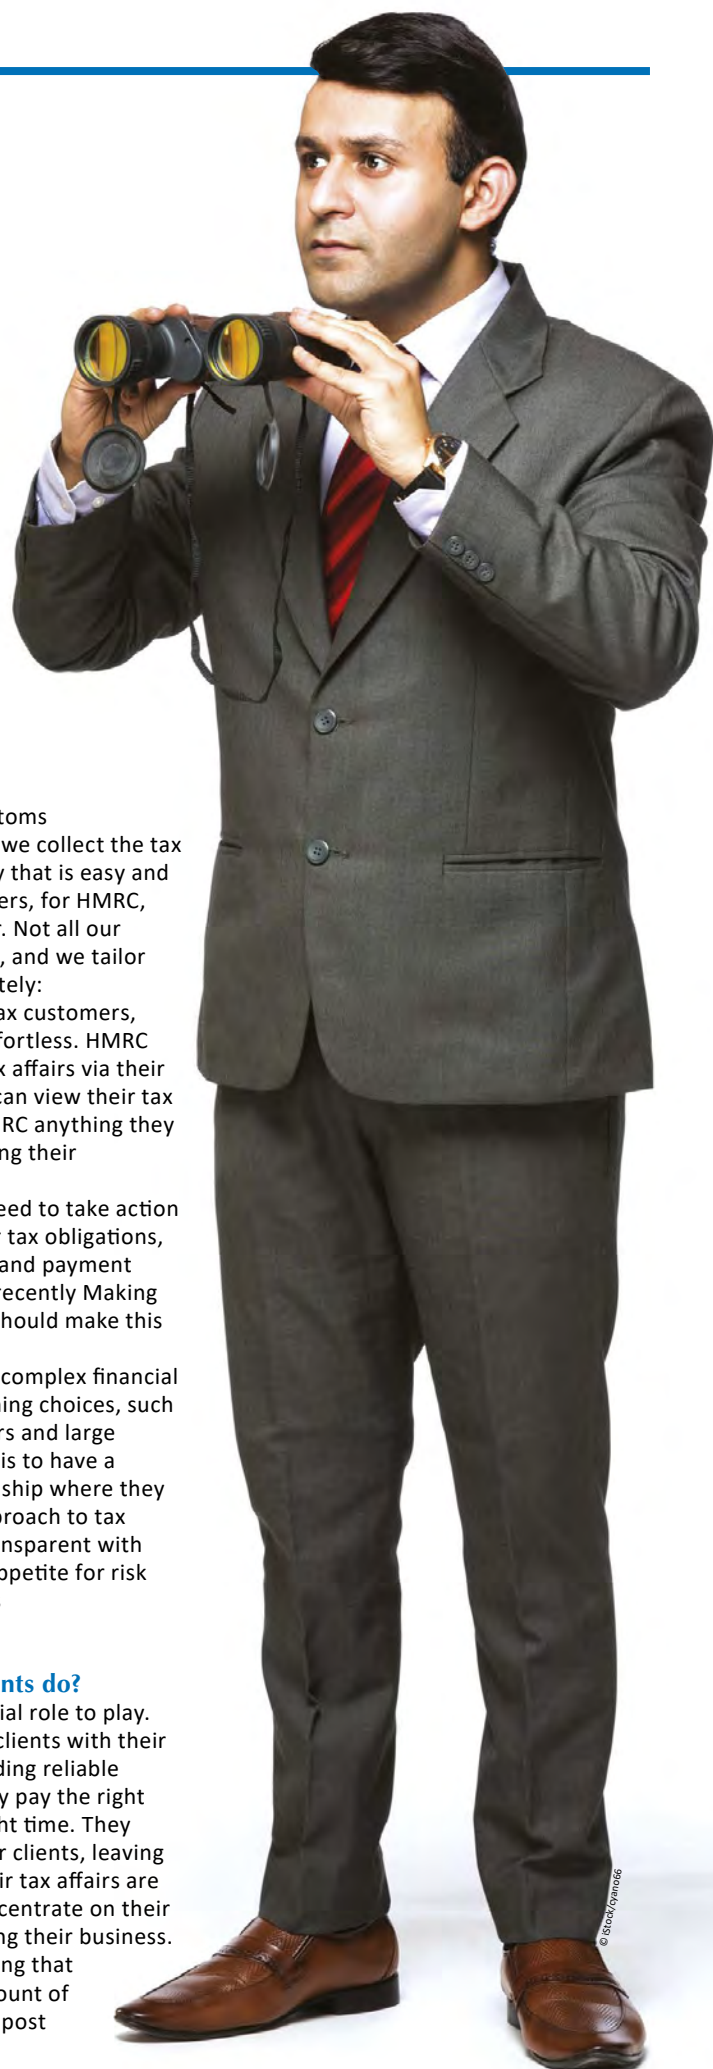 toms
we collect the tax
y that is easy and
ers, for HMRC,
r. Not all our
, and we tailor
tely:
ax customers,
fortless. HMRC
x affairs via their
can view their tax
RC anything they
ng their
eed to take action
r tax obligations,
and payment
recently Making
should make this
complex financial
ning choices, such
rs and large
is to have a
ship where they
proach to tax
nsparent with
ppetite for risk
nts do?
ial role to play.
clients with their
ding reliable
y pay the right
ht time. They
r clients, leaving
ir tax affairs are
centrate on their
ng their business.
ing that
ount of
post
© iStock/cyano66